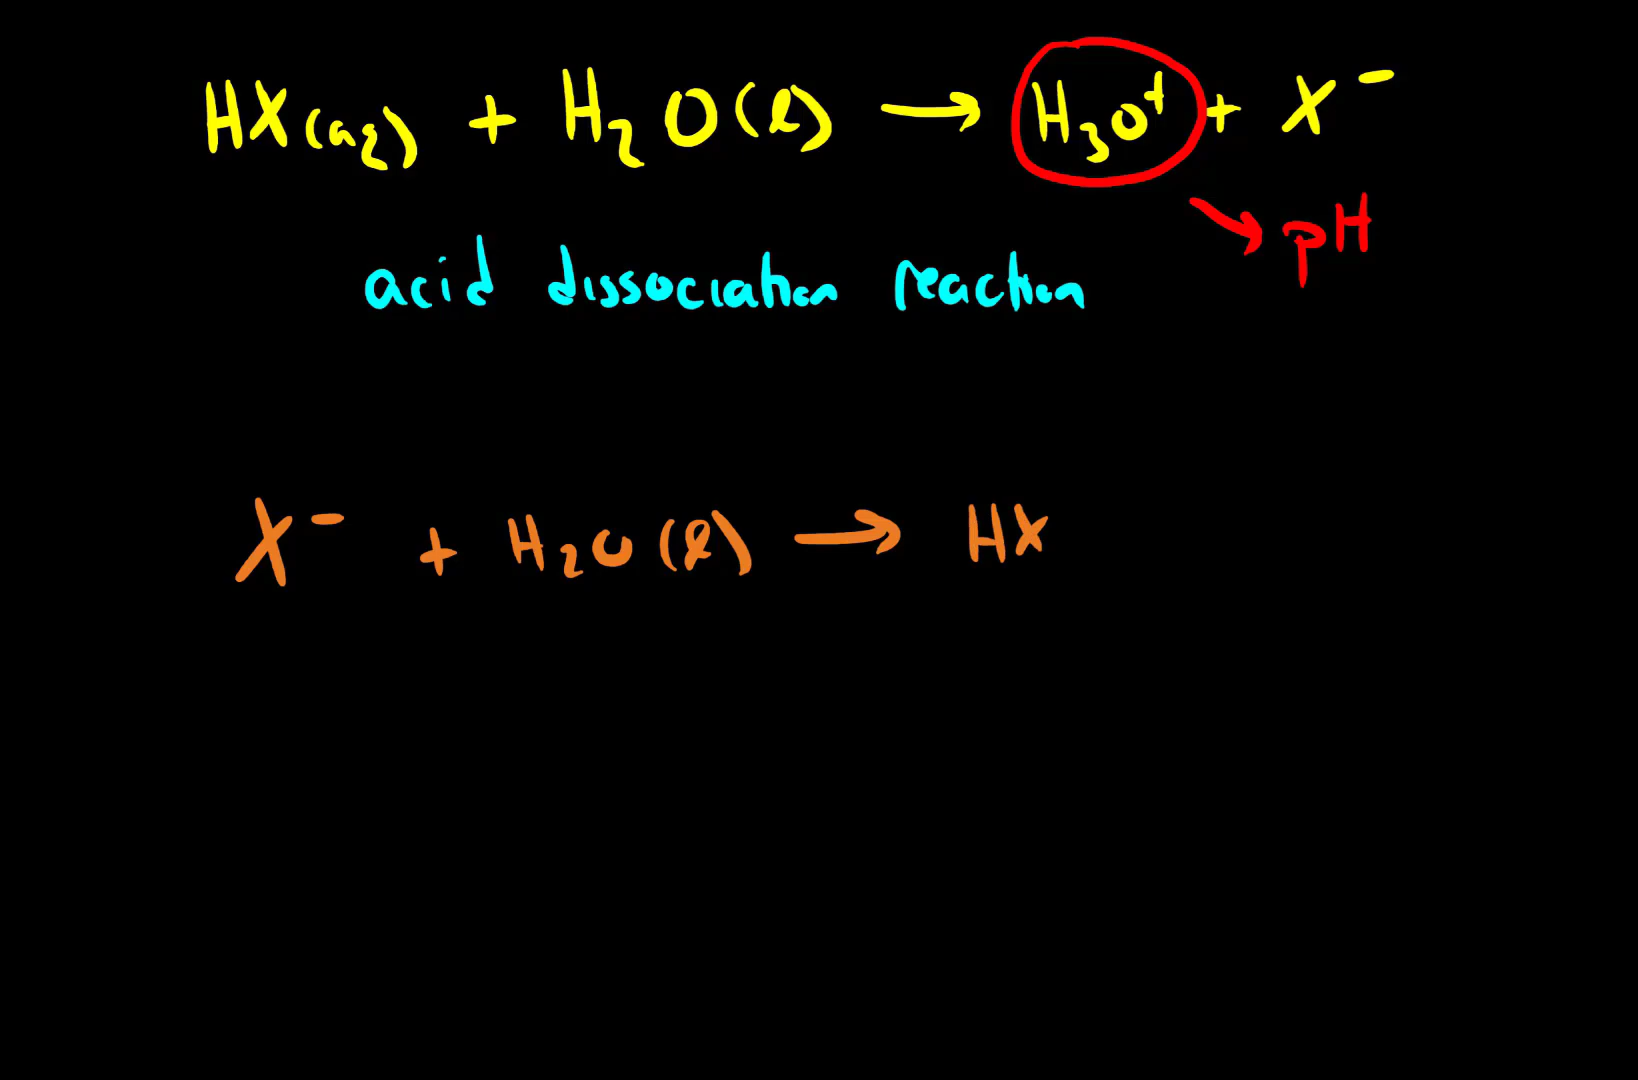 HX(aq) + H₂O(l) → H₃O⁺ + X⁻
pH
acid dissociation reaction
X⁻ + H₂O(l) → HX